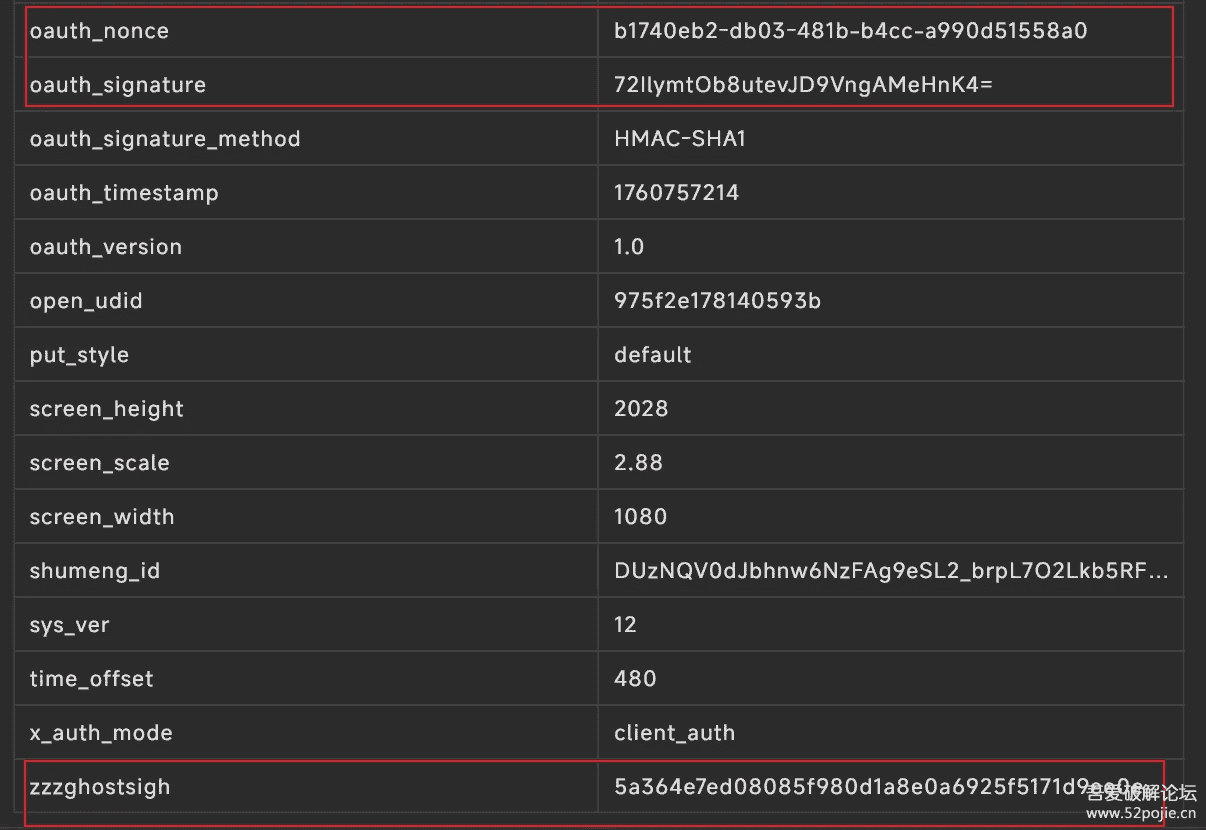 oauth_nonce b1740eb2-db03-481b-b4cc-a990d51558a0
oauth_signature 72IlymtOb8utevJD9VngAMeHnK4=
oauth_signature_method HMAC-SHA1
oauth_timestamp 1760757214
oauth_version 1.0
open_udid 975f2e178140593b
put_style default
screen_height 2028
screen_scale 2.88
screen_width 1080
shumeng_id DUzNQV0dJbhnw6NzFAg9eSL2_brpL7O2Lkb5RF...
sys_ver 12
time_offset 480
x_auth_mode client_auth
zzzghostsigh
吾爱破解论坛
www.52pojie.cn